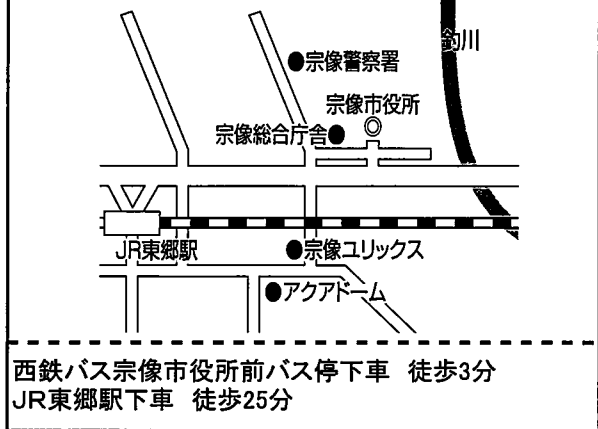 釣川
宗像警察署
宗像市役所
宗像総合庁舎
JR東郷駅
宗像ユリックス
アクアドーム
西鉄バス宗像市役所前バス停下車 徒歩3分
JR東郷駅下車 徒歩25分